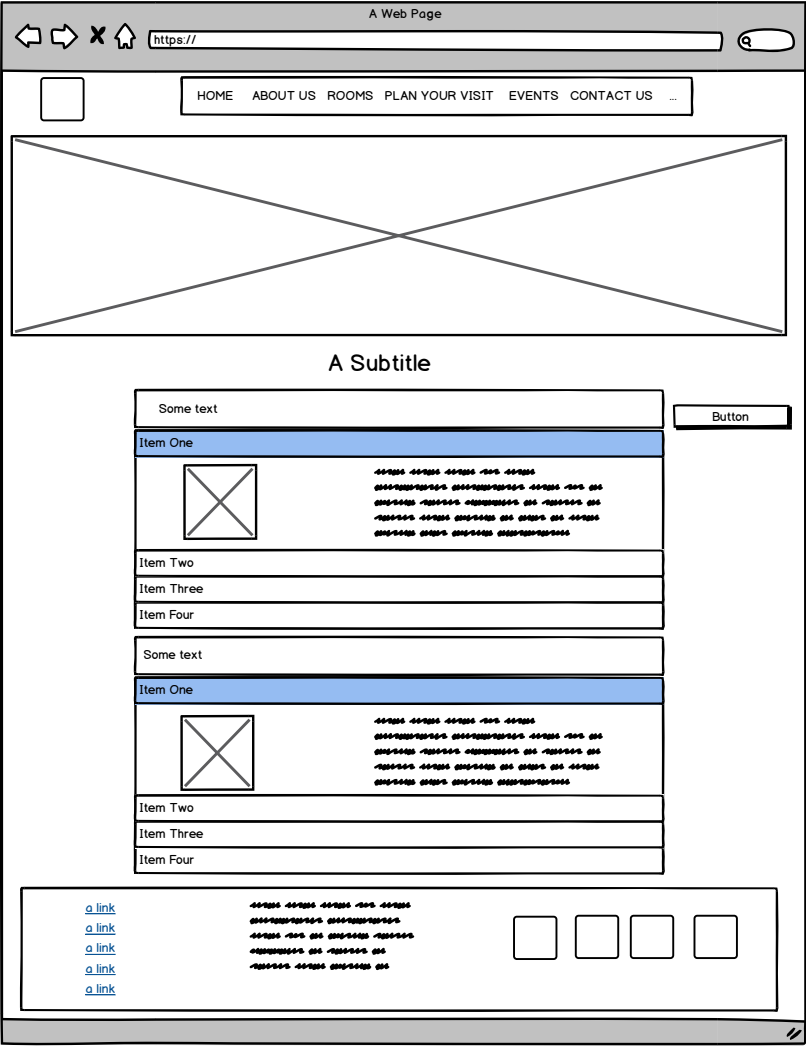 A Web Page
https://
HOME ABOUT US ROOMS PLAN YOUR VISIT EVENTS CONTACT US ...
A Subtitle
Some text
Button
Item One
Item Two
Item Three
Item Four
Some text
Item One
Item Two
Item Three
Item Four
a link
a link
a link
a link
a link